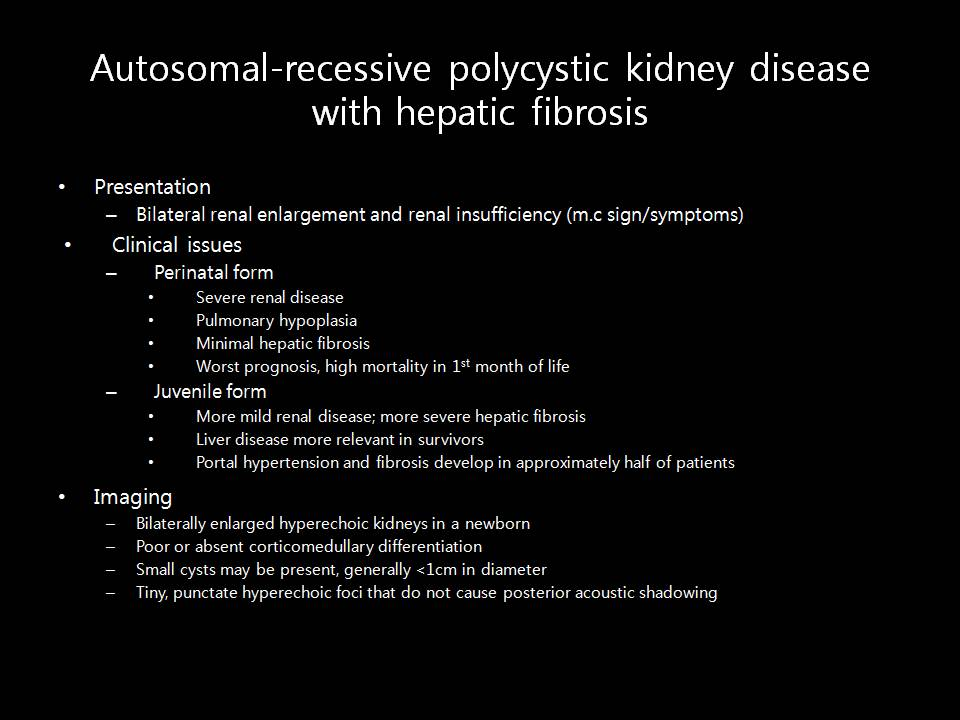 Autosomal-recessive polycystic kidney disease
with hepatic fibrosis
• Presentation
– Bilateral renal enlargement and renal insufficiency (m.c sign/symptoms)
• Clinical issues
– Perinatal form
• Severe renal disease
• Pulmonary hypoplasia
• Minimal hepatic fibrosis
• Worst prognosis, high mortality in 1st month of life
– Juvenile form
• More mild renal disease; more severe hepatic fibrosis
• Liver disease more relevant in survivors
• Portal hypertension and fibrosis develop in approximately half of patients
• Imaging
– Bilaterally enlarged hyperechoic kidneys in a newborn
– Poor or absent corticomedullary differentiation
– Small cysts may be present, generally <1cm in diameter
– Tiny, punctate hyperechoic foci that do not cause posterior acoustic shadowing